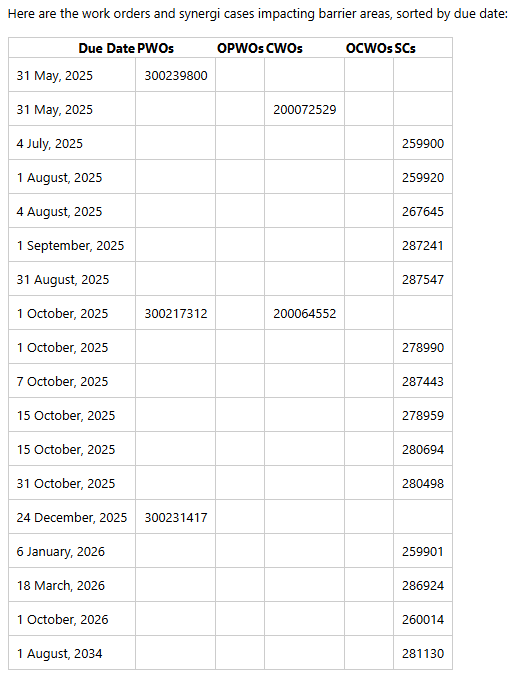 Here are the work orders and synergi cases impacting barrier areas, sorted by due date:
Due Date PWOs OPWOs CWOs OCWOs SCs
31 May, 2025 300239800
31 May, 2025 200072529
4 July, 2025 259900
1 August, 2025 259920
4 August, 2025 267645
1 September, 2025 287241
31 August, 2025 287547
1 October, 2025 300217312 200064552
1 October, 2025 278990
7 October, 2025 287443
15 October, 2025 278959
15 October, 2025 280694
31 October, 2025 280498
24 December, 2025 300231417
6 January, 2026 259901
18 March, 2026 286924
1 October, 2026 260014
1 August, 2034 281130